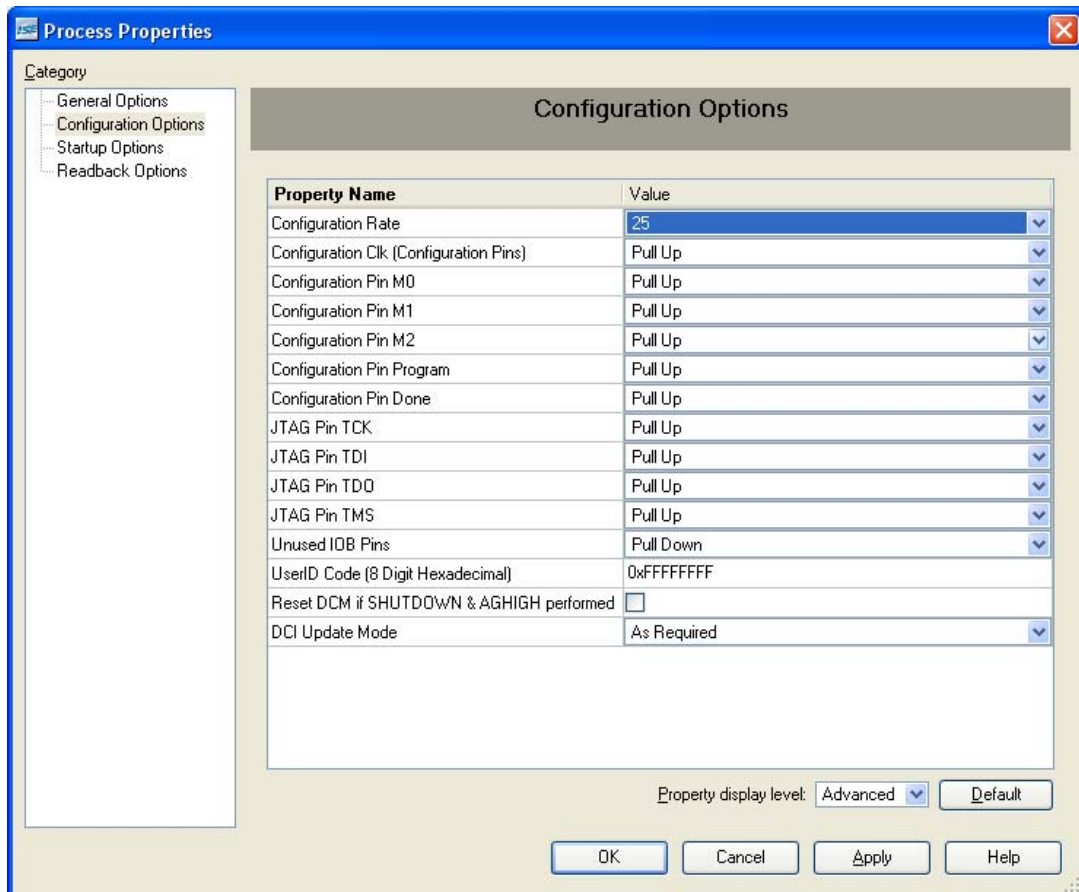 ISE Process Properties
Category
General Options
Configuration Options
Startup Options
Readback Options
Configuration Options
Property Name Value
Configuration Rate 25
Configuration Clk (Configuration Pins) Pull Up
Configuration Pin M0 Pull Up
Configuration Pin M1 Pull Up
Configuration Pin M2 Pull Up
Configuration Pin Program Pull Up
Configuration Pin Done Pull Up
JTAG Pin TCK Pull Up
JTAG Pin TDI Pull Up
JTAG Pin TDO Pull Up
JTAG Pin TMS Pull Up
Unused IOB Pins Pull Down
UserID Code (8 Digit Hexadecimal) 0xFFFFFFFF
Reset DCM if SHUTDOWN & AGHIGH performed
DCI Update Mode As Required
Property display level: Advanced Default
OK Cancel Apply Help